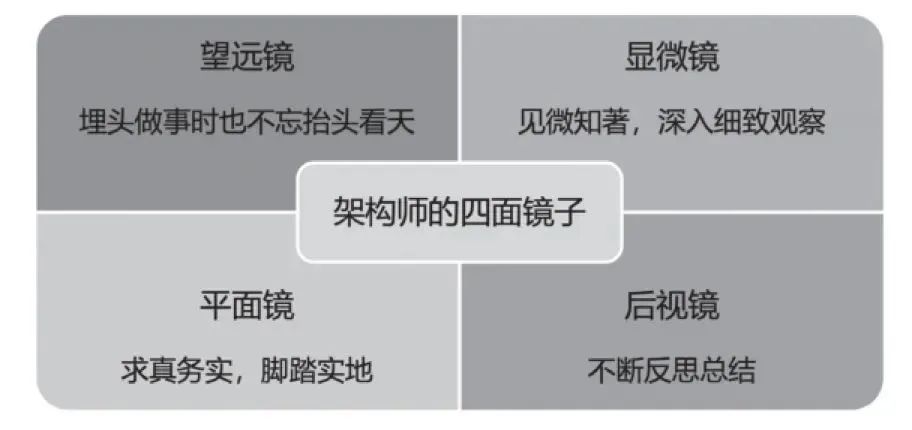 望远镜
埋头做事时也不忘抬头看天
显微镜
见微知著，深入细致观察
架构师的四面镜子
平面镜
求真务实，脚踏实地
后视镜
不断反思总结